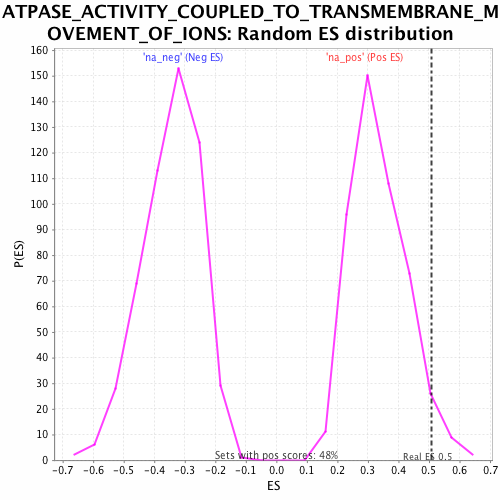 ATPASE_ACTIVITY_COUPLED_TO_TRANSMEMBRANE_M
OVEMENT_OF_IONS: Random ES distribution
'na_neg' (Neg ES)
'na_pos' (Pos ES)
160
150
140
130
120
110
100
90
80
70
60
50
40
30
20
10
0
P(ES)
Sets with pos scores: 48%
Real ES 0.5
-0.7 -0.6 -0.5 -0.4 -0.3 -0.2 -0.1 0.0 0.1 0.2 0.3 0.4 0.5 0.6 0.7
ES